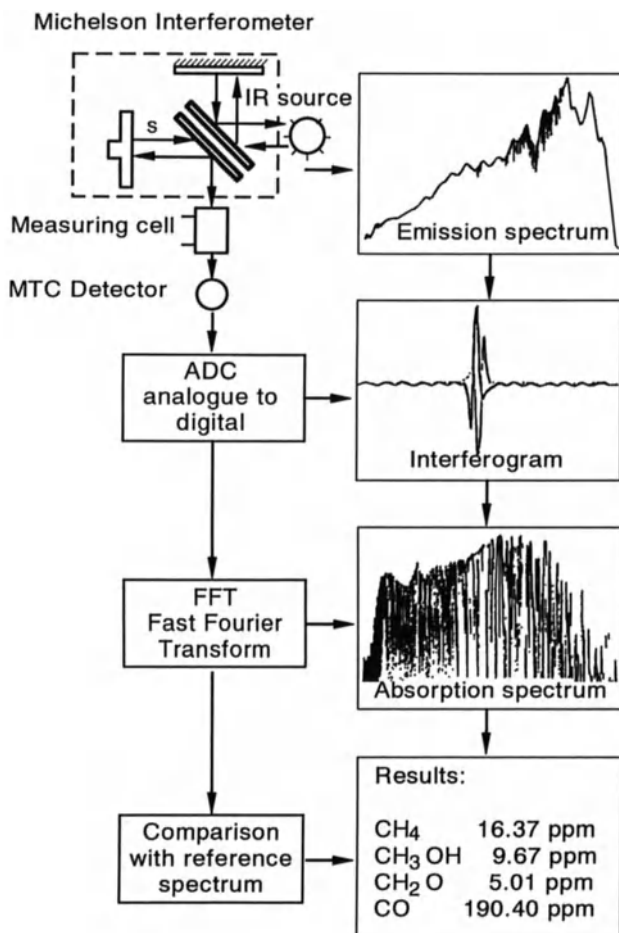 Michelson Interferometer
IR source
s
Measuring cell
Emission spectrum
MTC Detector
ADC
analogue to
digital
Interferogram
FFT
Fast Fourier
Transform
Absorption spectrum
Comparison
with reference
spectrum
Results:
CH4 16.37 ppm
CH3 OH 9.67 ppm
CH2 O 5.01 ppm
CO 190.40 ppm